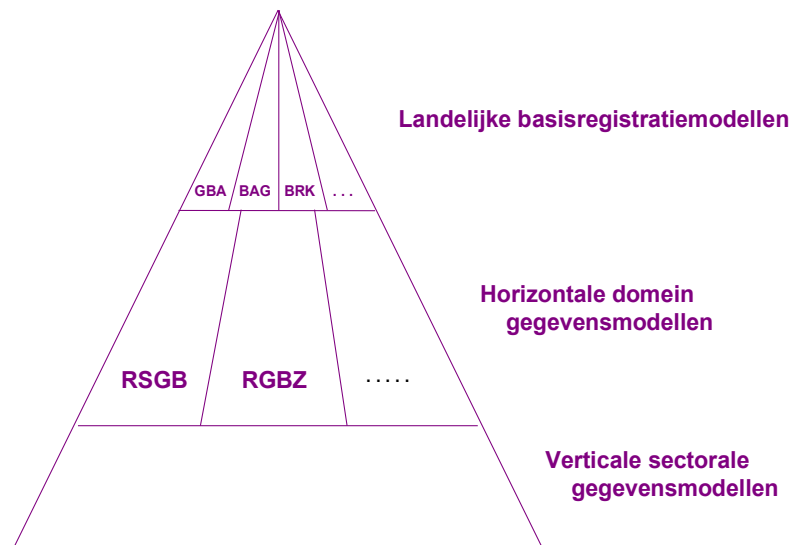 Landelijke basisregistratiemodellen
GBA BAG BRK ...
Horizontale domein
gegevensmodellen
RSGB RGBZ .....
Verticale sectorale
gegevensmodellen